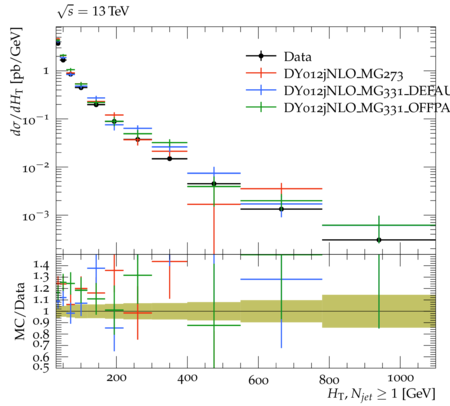 √s = 13 TeV
dσ/dH_T [pb/GeV]
1
10⁻¹
10⁻²
10⁻³
Data
DY012jNLO_MG273
DY012jNLO_MG331_DEFAU
DY012jNLO_MG331_OFFPA
MC/Data
1.4
1.3
1.2
1.1
1
0.9
0.8
0.7
0.6
0.5
200 400 600 800 1000
H_T, N_jet ≥ 1 [GeV]